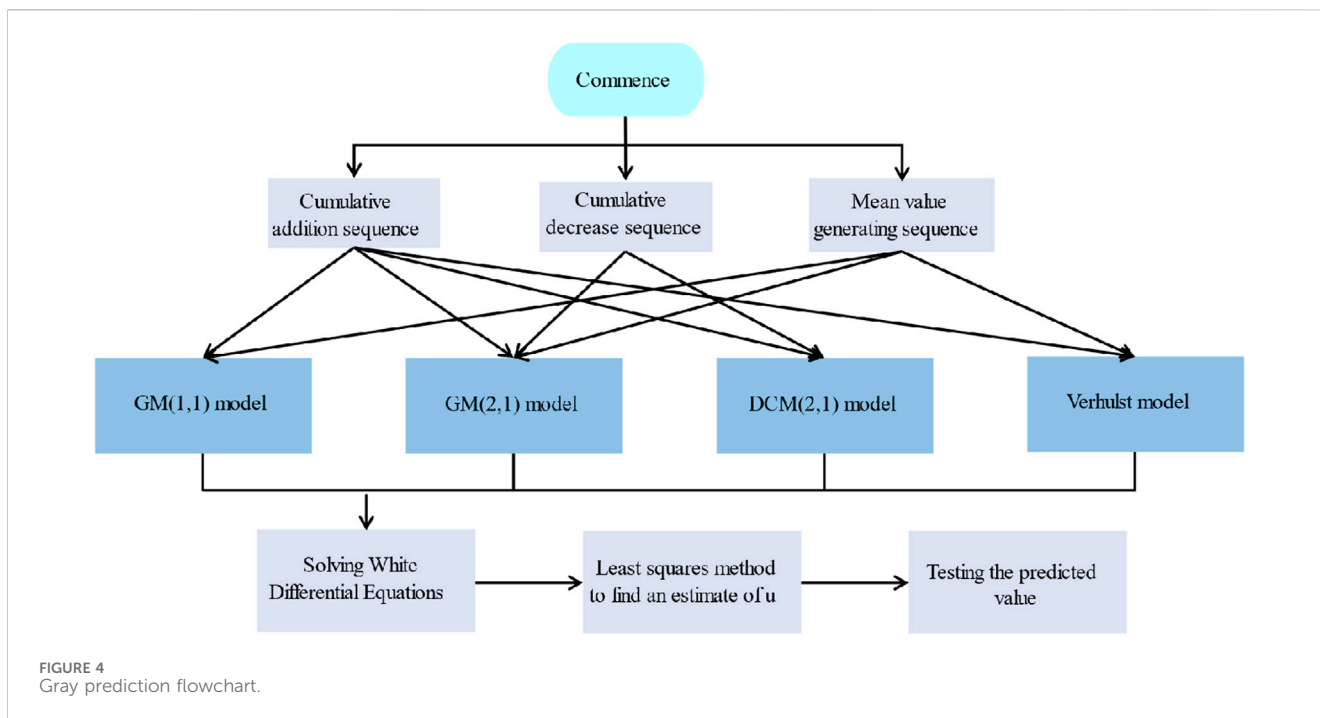 Commence
Cumulative
addition sequence
Cumulative
decrease sequence
Mean value
generating sequence
GM(1,1) model
GM(2,1) model
DCM(2,1) model
Verhulst model
Solving White
Differential Equations
Least squares method
to find an estimate of u
Testing the predicted
value
FIGURE 4
Gray prediction flowchart.